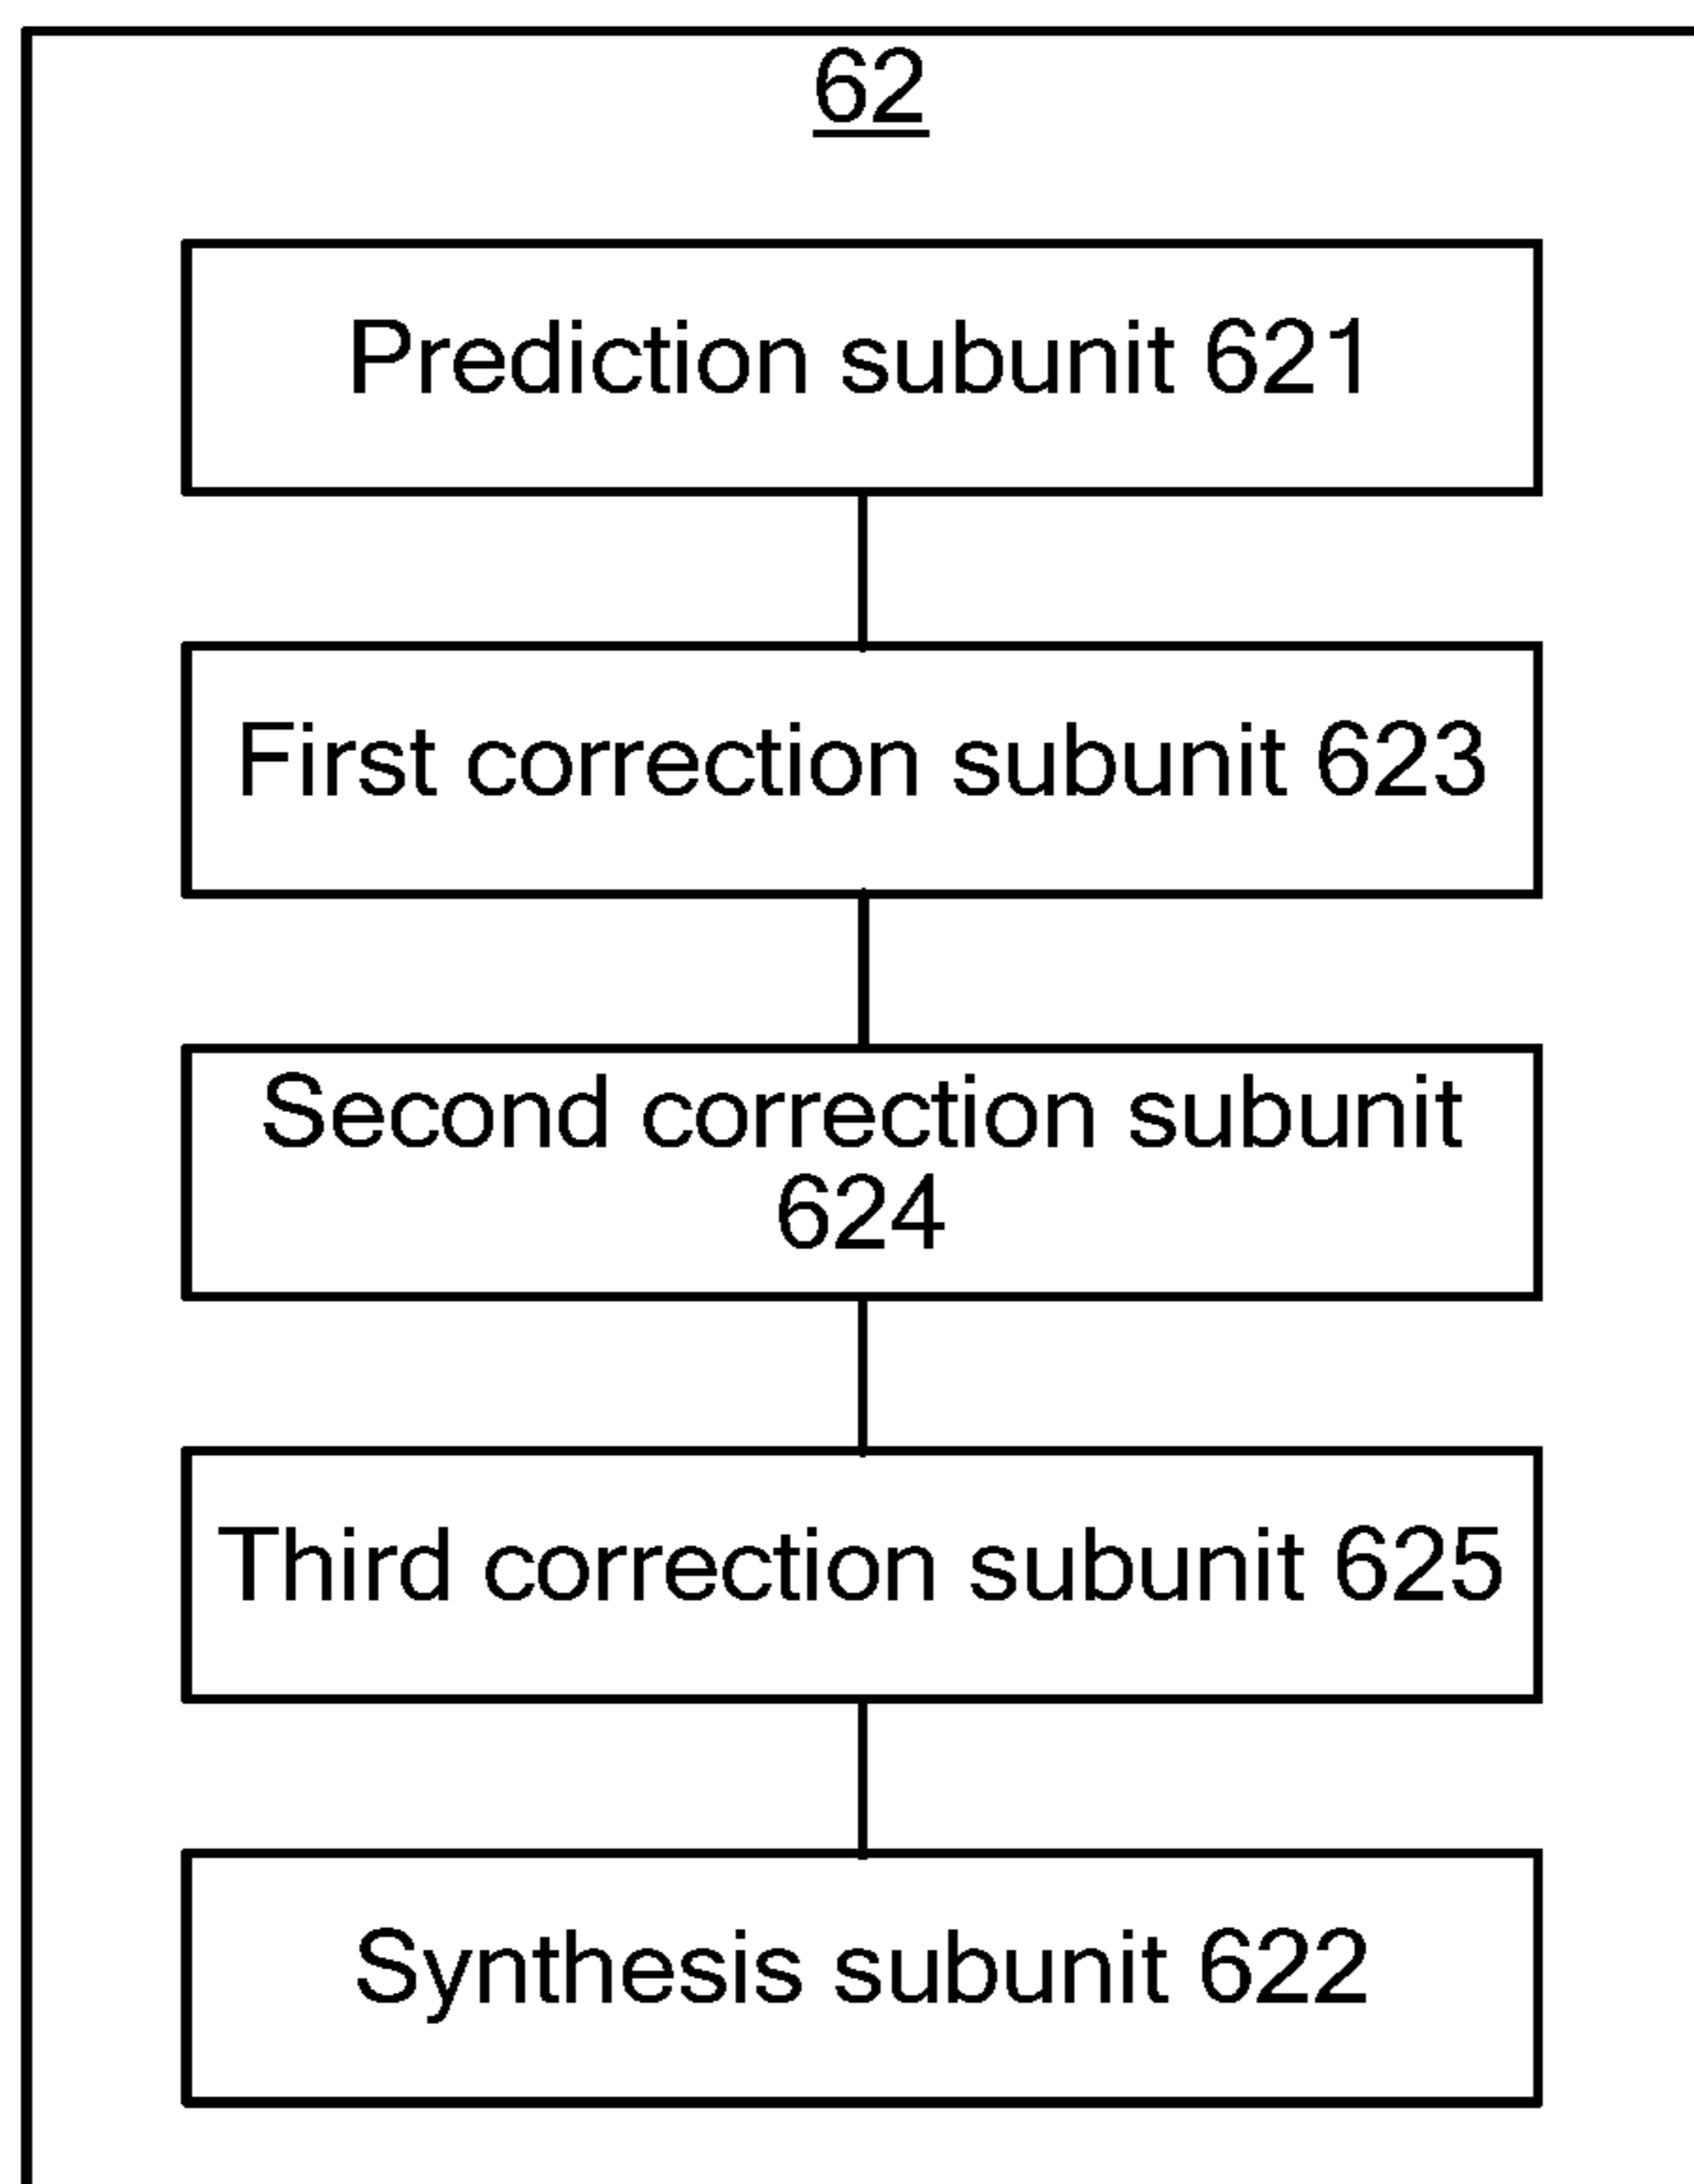 62
Prediction subunit 621
First correction subunit 623
Second correction subunit
624
Third correction subunit 625
Synthesis subunit 622